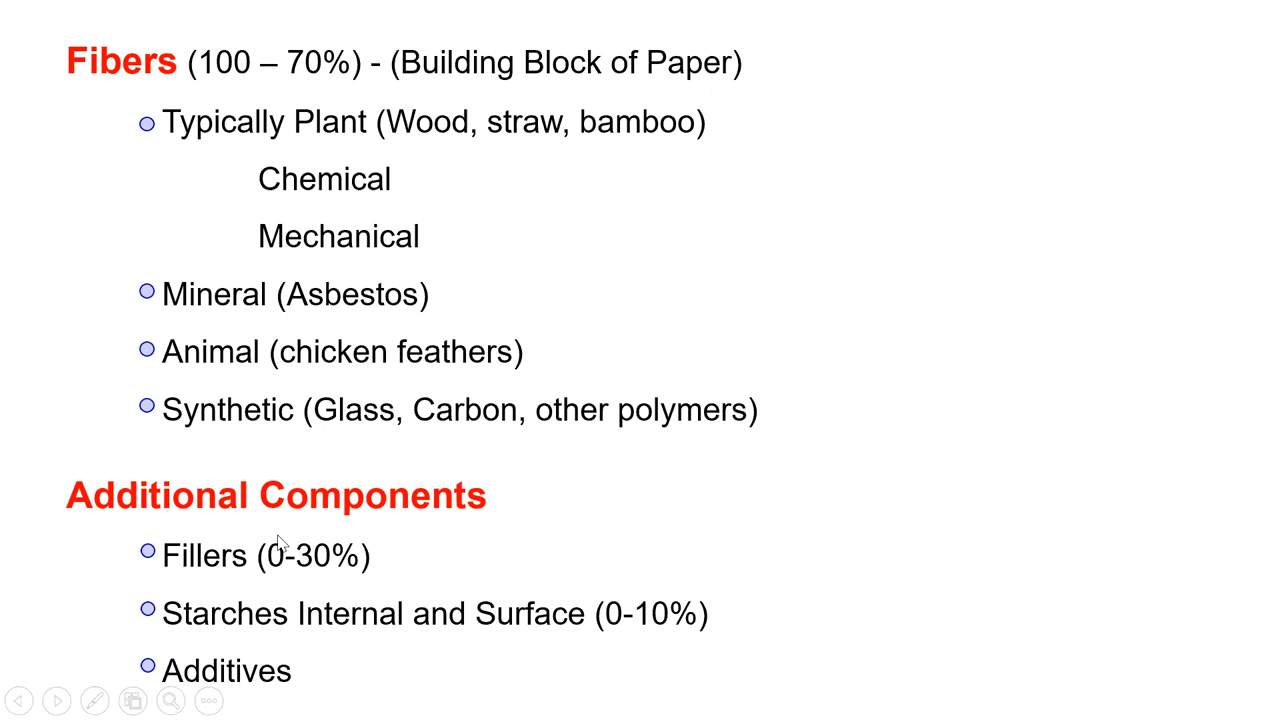 Fibers (100 – 70%) - (Building Block of Paper)
Typically Plant (Wood, straw, bamboo)
Chemical
Mechanical
Mineral (Asbestos)
Animal (chicken feathers)
Synthetic (Glass, Carbon, other polymers)
Additional Components
Fillers (0-30%)
Starches Internal and Surface (0-10%)
Additives